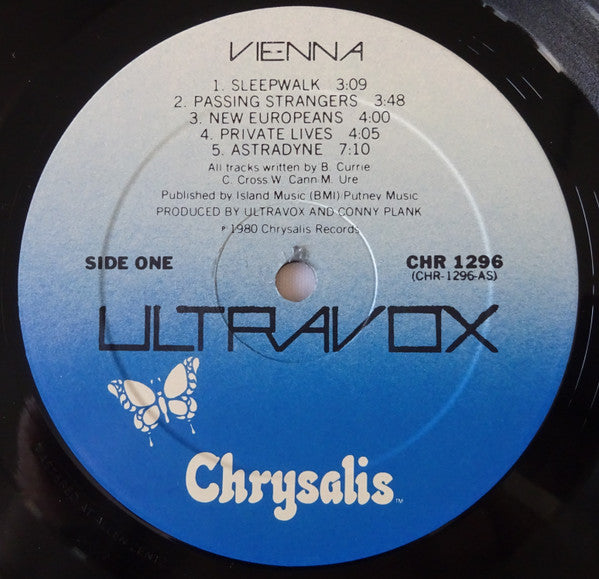 VIENNA
1. SLEEPWALK 3:09
2. PASSING STRANGERS 3:48
3. NEW EUROPEANS 4:00
4. PRIVATE LIVES 4:05
5. ASTRADYNE 7:10
All tracks written by B. Currie
C. Cross W. Cann M. Ure
Published by Island Music (BMI) Putney Music
PRODUCED BY ULTRAVOX AND CONNY PLANK
℗ 1980 Chrysalis Records
SIDE ONE
CHR 1296
(CHR-1296-AS)
ULTRAVOX
Chrysalis
TM